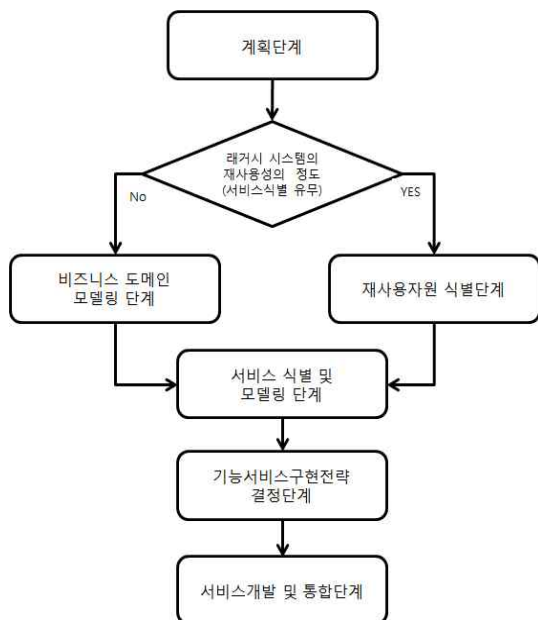 계획단계
래거시 시스템의
재사용성의 정도
(서비스식별 유무)
No
YES
비즈니스 도메인
모델링 단계
재사용자원 식별단계
서비스 식별 및
모델링 단계
기능서비스구현전략
결정단계
서비스개발 및 통합단계